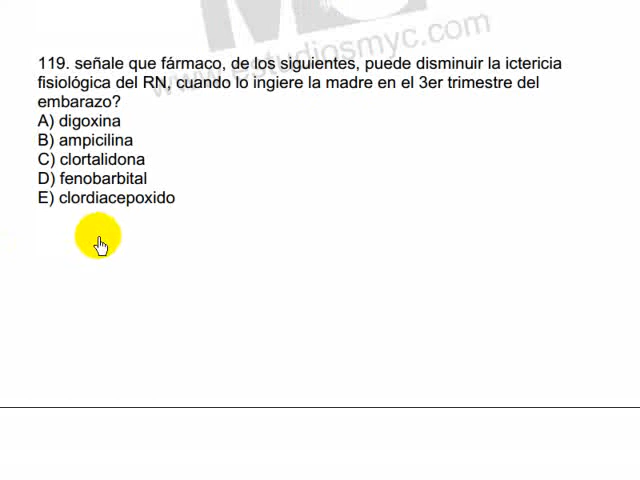 www.estudiosmyc.com
119. señale que fármaco, de los siguientes, puede disminuir la ictericia
fisiológica del RN, cuando lo ingiere la madre en el 3er trimestre del
embarazo?
A) digoxina
B) ampicilina
C) clortalidona
D) fenobarbital
E) clordiacepoxido